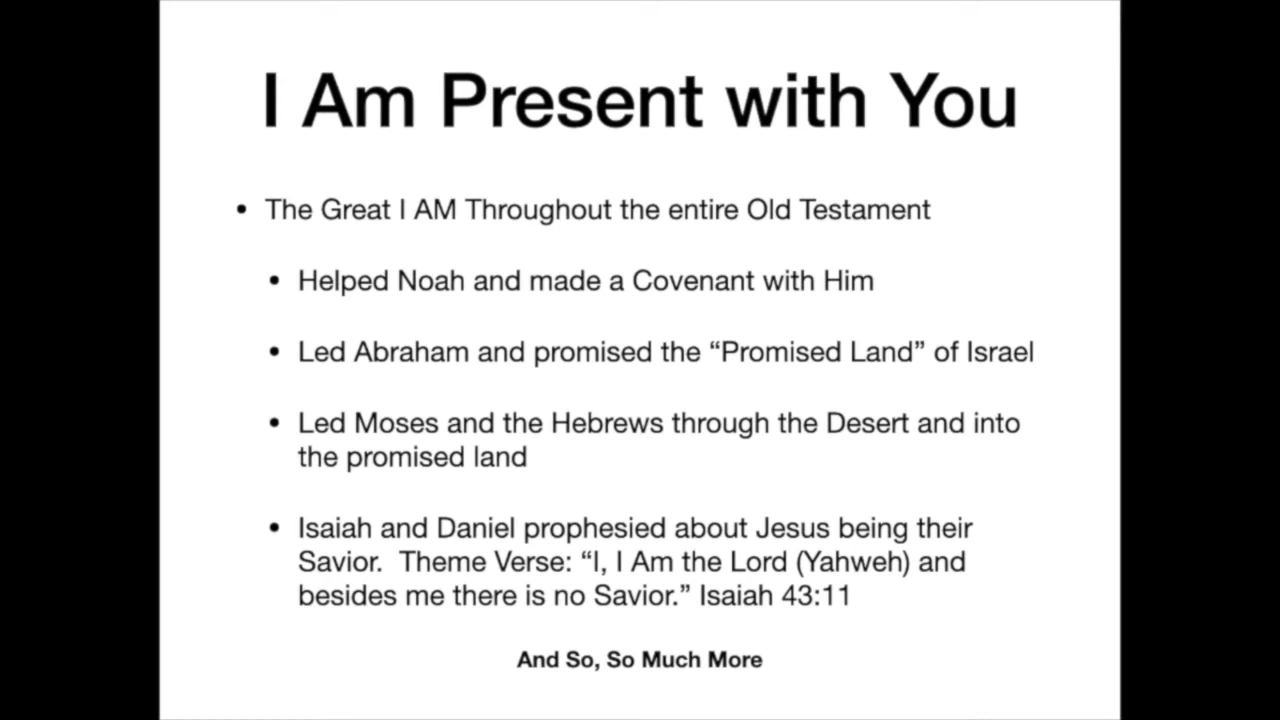 I Am Present with You
• The Great I AM Throughout the entire Old Testament
• Helped Noah and made a Covenant with Him
• Led Abraham and promised the “Promised Land” of Israel
• Led Moses and the Hebrews through the Desert and into
the promised land
• Isaiah and Daniel prophesied about Jesus being their
Savior.  Theme Verse: “I, I Am the Lord (Yahweh) and
besides me there is no Savior.” Isaiah 43:11
And So, So Much More